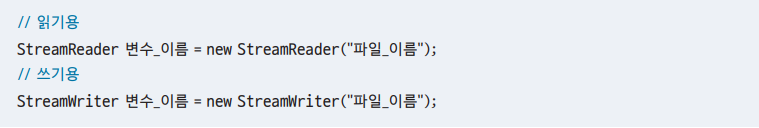 // 읽기용
StreamReader 변수_이름 = new StreamReader("파일_이름");
// 쓰기용
StreamWriter 변수_이름 = new StreamWriter("파일_이름");